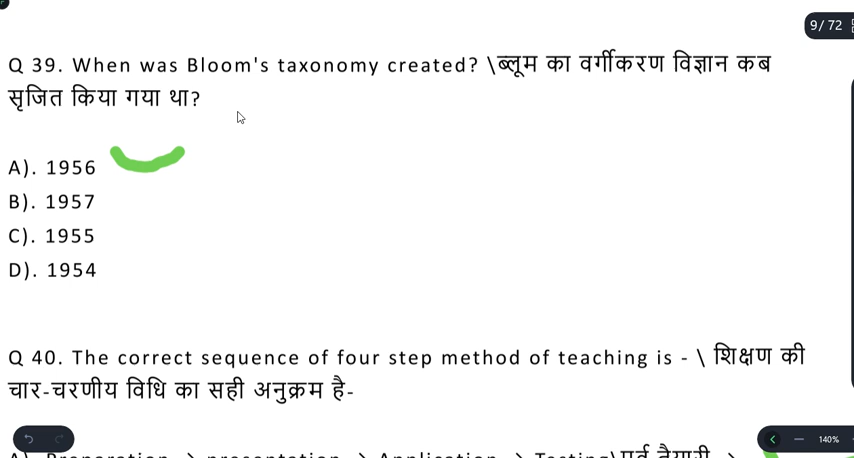 9/ 72
Q 39. When was Bloom's taxonomy created? \ब्लूम का वर्गीकरण विज्ञान कब
सृजित किया गया था?
A). 1956
B). 1957
C). 1955
D). 1954
Q 40. The correct sequence of four step method of teaching is - \ शिक्षण की
चार-चरणीय विधि का सही अनुक्रम है-
140%